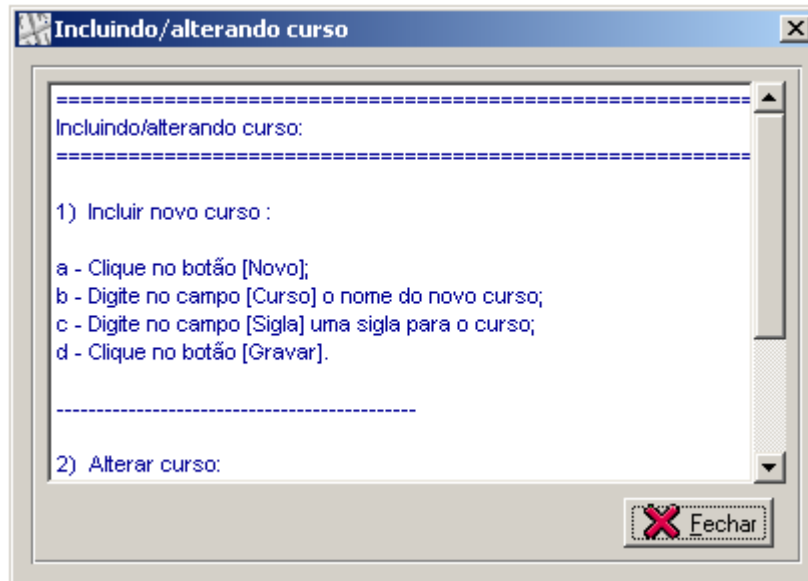 Incluindo/alterando curso
==========================================================
Incluindo/alterando curso:
==========================================================
1) Incluir novo curso :
a - Clique no botão [Novo];
b - Digite no campo [Curso] o nome do novo curso;
c - Digite no campo [Sigla] uma sigla para o curso;
d - Clique no botão [Gravar].
---------------------------------------------
2) Alterar curso:
Fechar